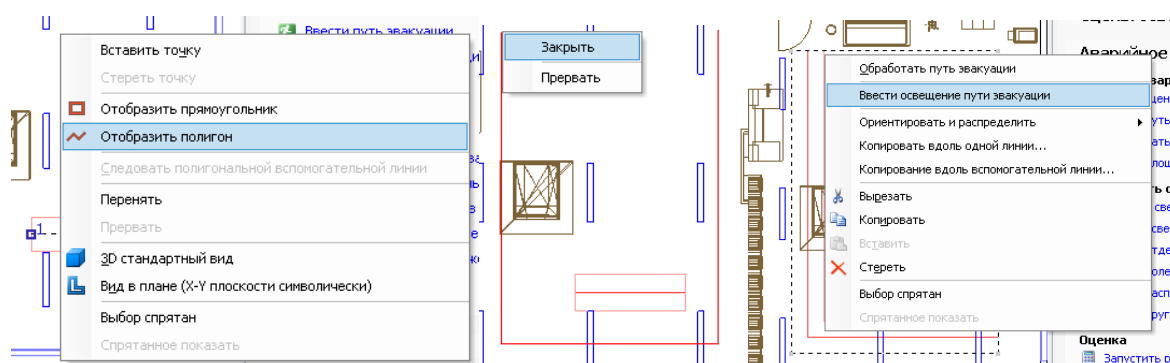 Ввести путь эвакуации
Вставить точку
Стереть точку
Отобразить прямоугольник
Отобразить полигон
Следовать полигональной вспомогательной линии
Перенять
Прервать
3D стандартный вид
Вид в плане (X-Y плоскости символически)
Выбор спрятан
Спрятанное показать
1
Закрыть
Прервать
Аварийное
Обработать путь эвакуации
Ввести освещение пути эвакуации
Ориентировать и распределить
Копировать вдоль одной линии...
Копирование вдоль вспомогательной линии...
Вырезать
Копировать
Вставить
Стереть
Выбор спрятан
Спрятанное показать
Оценка
Запустить